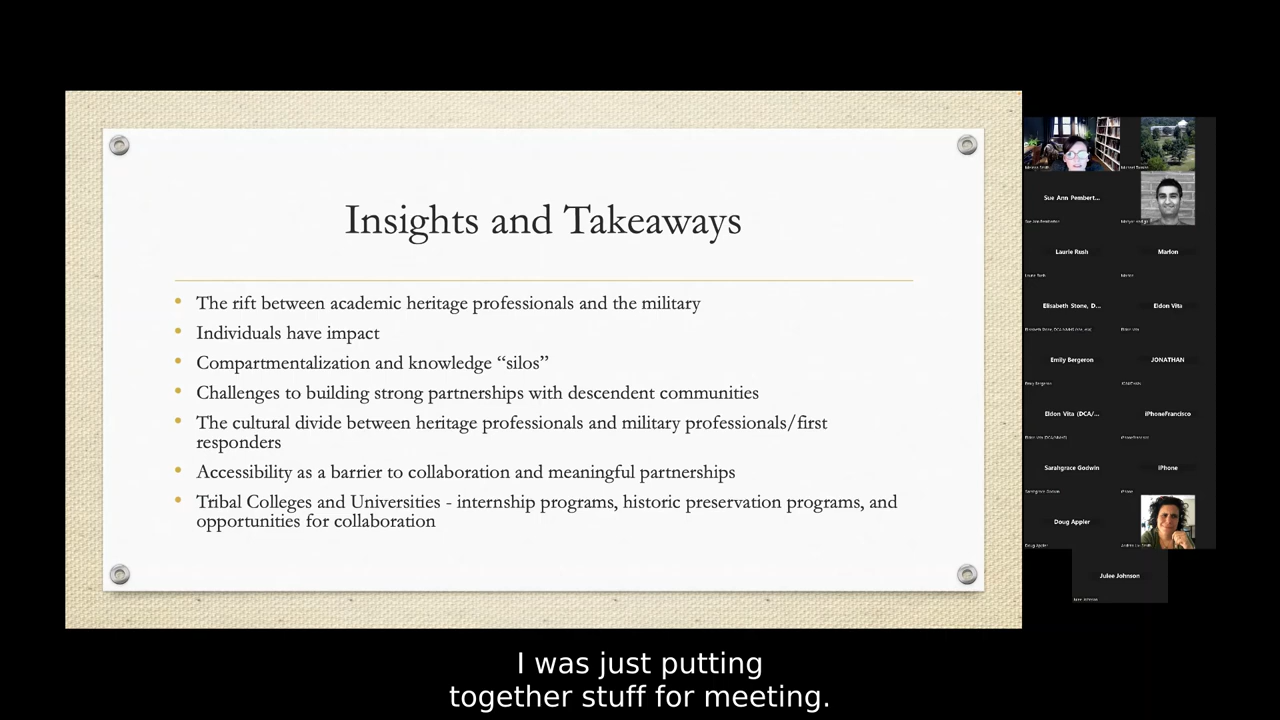 Insights and Takeaways
The rift between academic heritage professionals and the military
Individuals have impact
Compartmentalization and knowledge “silos”
Challenges to building strong partnerships with descendent communities
The cultural divide between heritage professionals and military professionals/first
responders
Accessibility as a barrier to collaboration and meaningful partnerships
Tribal Colleges and Universities - internship programs, historic preservation programs, and
opportunities for collaboration
Sue Ann Pembert...
Laurie Rush
Marlon
Elisabeth Stone, D...
Eldon Vita
Emily Bergeron
JONATHAN
Eldon Vita (DCA/...
iPhoneFrancisco
Sarahgrace Godwin
iPhone
Doug Appler
Julee Johnson
I was just putting
together stuff for meeting.